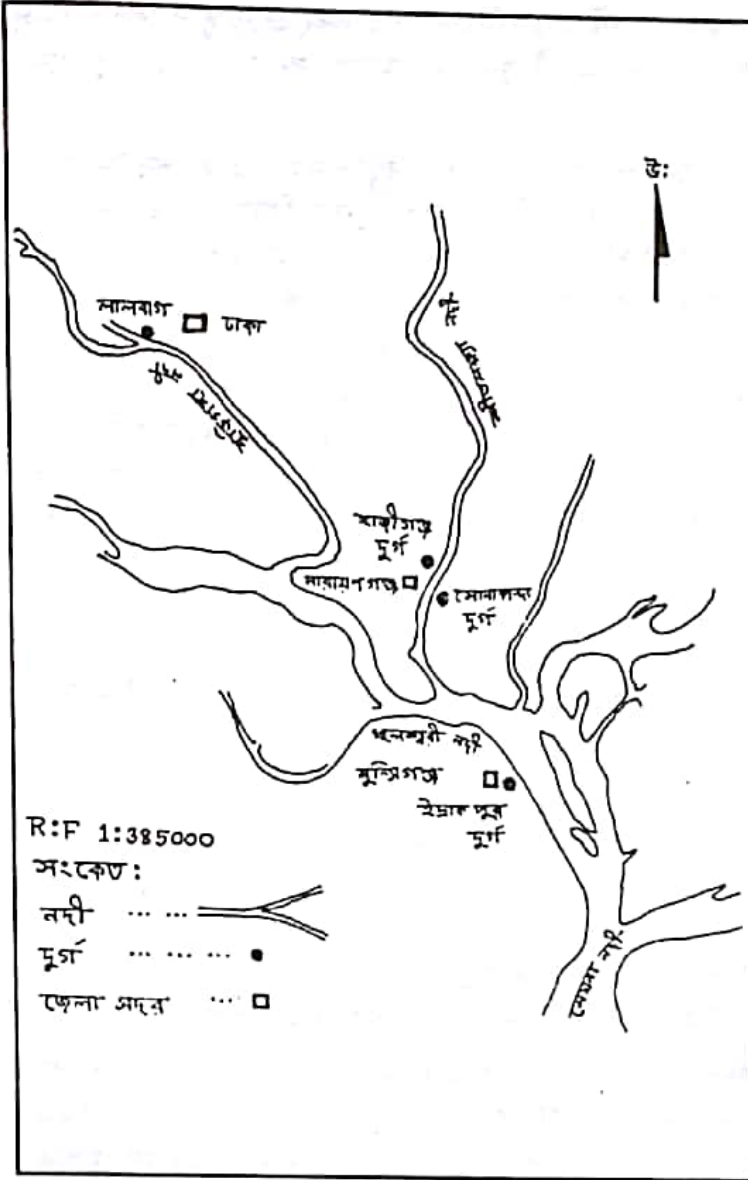 উ:
লালবাগ
ঢাকা
নদী
বুড়িগঙ্গা নদী
শীতলক্ষ্যা
হাজীগঞ্জ
দুর্গ
নারায়ণগঞ্জ
সোনাকান্দা
দুর্গ
ধলেশ্বরী নদী
মুন্সিগঞ্জ
ইদ্রাকপুর
দুর্গ
মেঘনা নদী
R:F 1:385000
সংকেত:
নদী ... ...
দুর্গ ... ... ...
জেলা সদর ...